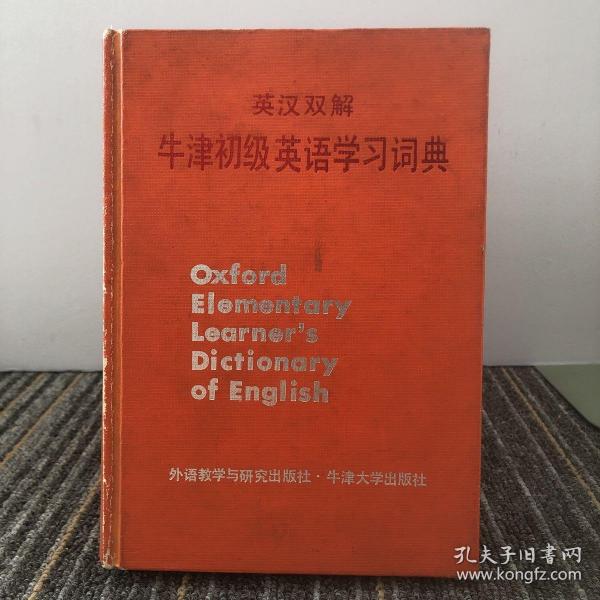 英汉双解
牛津初级英语学习词典
Oxford
Elementary
Learner's
Dictionary
of English
外语教学与研究出版社·牛津大学出版社
孔夫子旧书网
www.kongfz.com